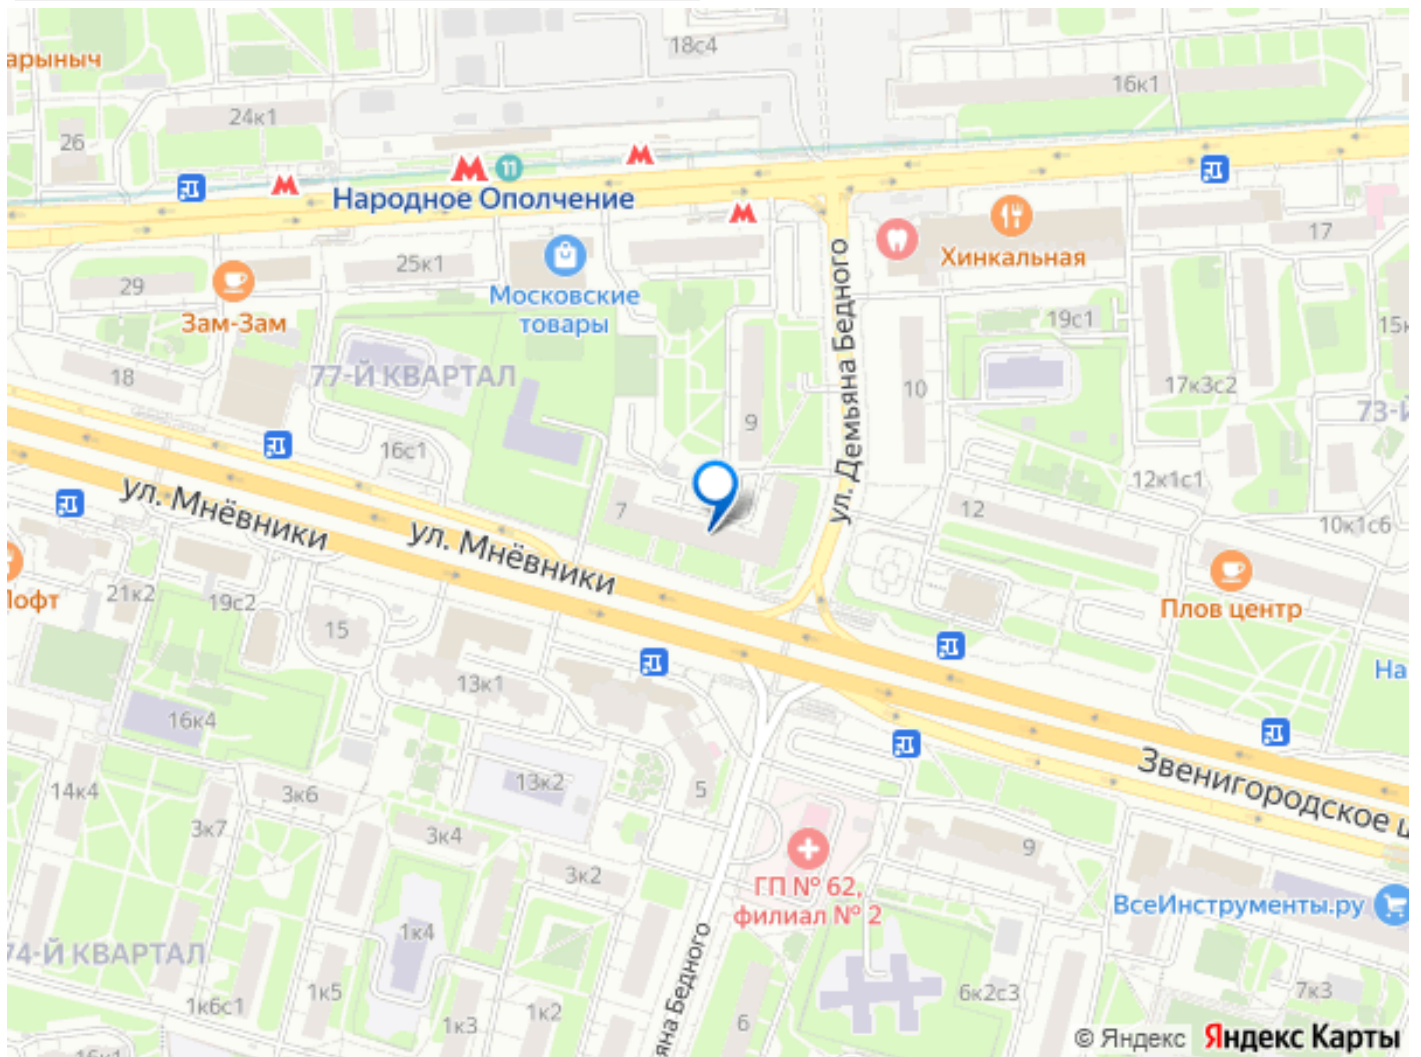 18с4
арыныч
16к1
24к1
26
11
Народное Ополчение
25к1
29
Зам-Зам
Московские
товары
Хинкальная
17
19с1
15к
18
77-Й КВАРТАЛ
ул. Демьяна Бедного
10
17к3с2
73-Й
9
16с1
12к1с1
7
12
10к1с6
ул. Мнёвники
ул. Мнёвники
Лофт
21к2
19с2
15
Плов центр
На
13к1
16к4
Звенигородское ш
14к4
3к6
13к2
5
3к7
3к4
9
3к2
ГП № 62,
филиал № 2
ВсеИнструменты.ру
1к4
74-Й КВАРТАЛ
яна Бедного
1к6с1
1к5
1к3
1к2
6
6к2с3
7к3
16к1
© Яндекс Яндекс Карты